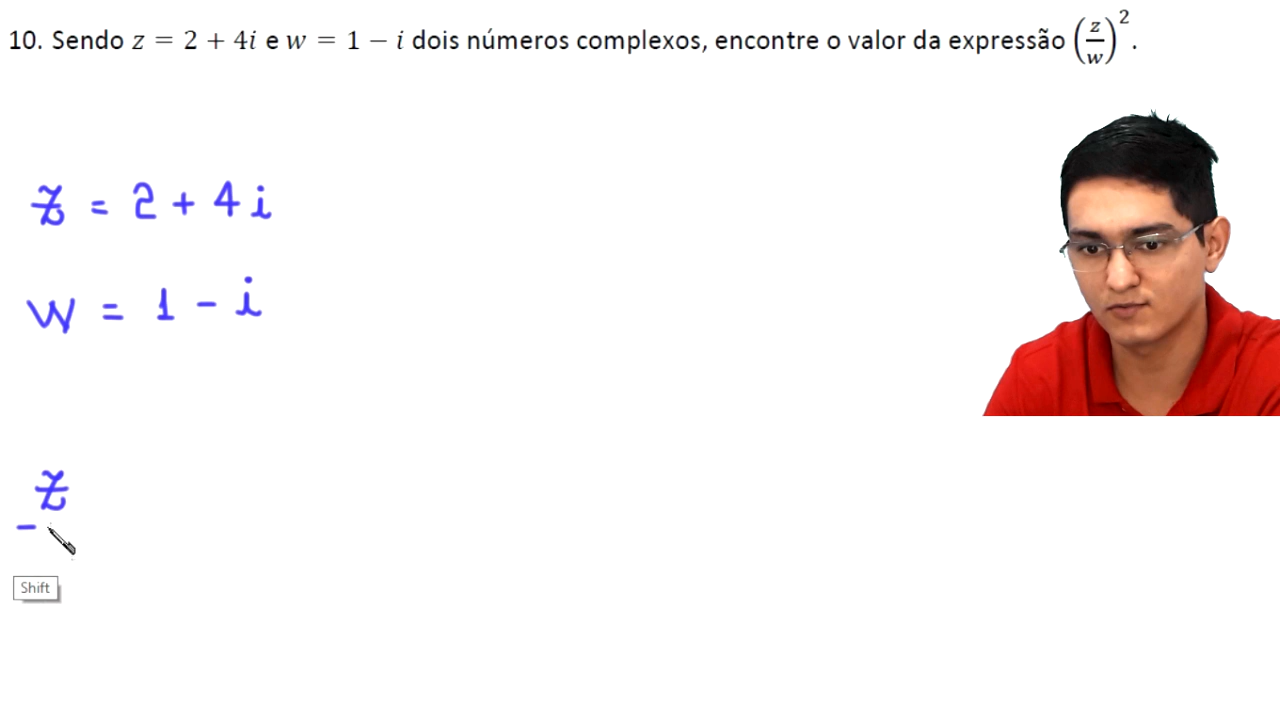 10. Sendo z = 2 + 4i e w = 1 − i dois números complexos, encontre o valor da expressão (z/w)².
z = 2 + 4i
w = 1 - i
z
Shift